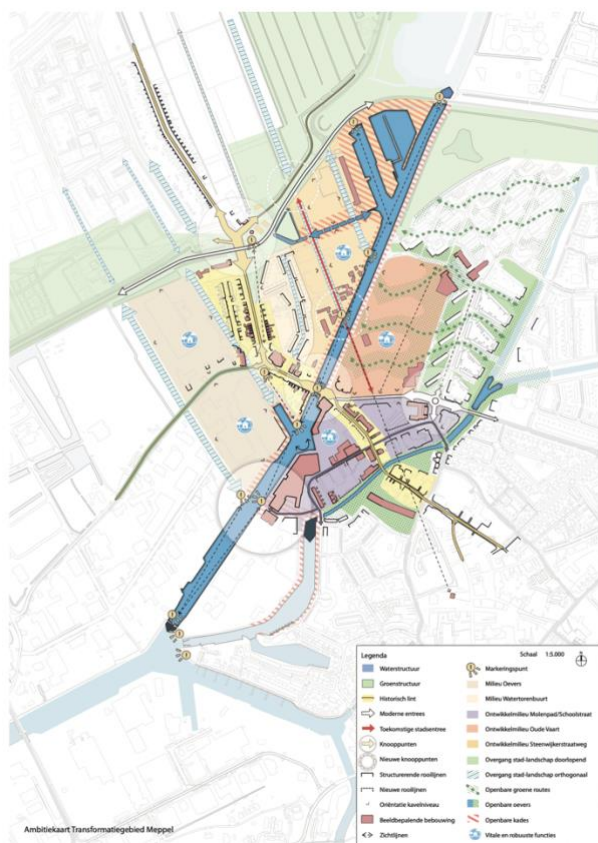 Legenda
Schaal 1:5.000
Waterstructuur
Groenstructuur
Historisch lint
Moderne entrees
Toekomstige stadsentree
Knooppunten
Nieuwe knooppunten
Structurerende rooilijnen
Nieuwe rooilijnen
Oriëntatie kavelniveau
Beeldbepalende bebouwing
Zichtlijnen
Markeringspunt
Milieu Oevers
Milieu Watertorenbuurt
Ontwikkelmilieu Molenpad/Schoolstraat
Ontwikkelmilieu Oude Vaart
Ontwikkelmilieu Steenwijkerstraatweg
Overgang stad-landschap doorlopend
Overgang stad-landschap orthogonaal
Openbare groene routes
Openbare oevers
Openbare kades
Vitale en robuuste functies
Ambitiekaart Transformatiegebied Meppel